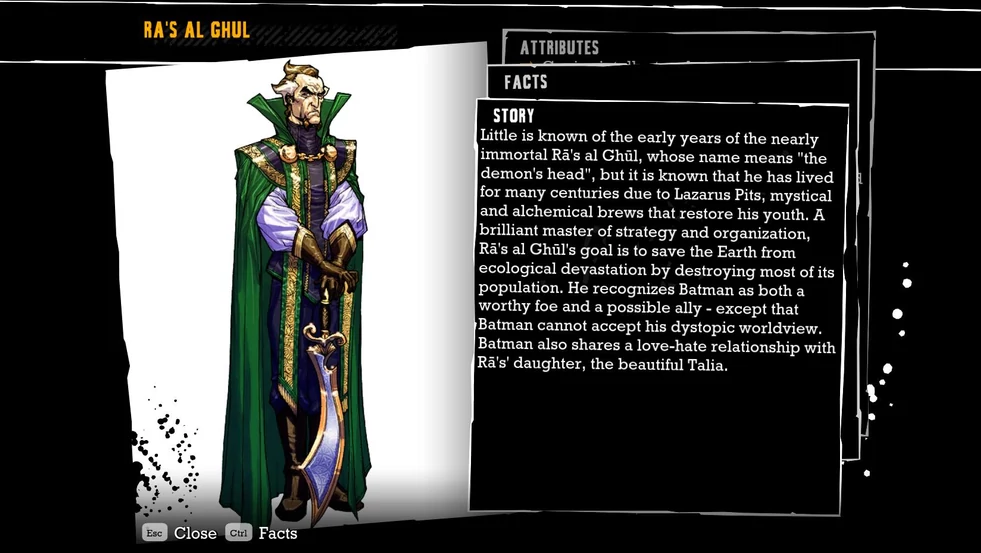 RA'S AL GHUL
ATTRIBUTES
FACTS
STORY
Little is known of the early years of the nearly
immortal Rā's al Ghūl, whose name means "the
demon's head", but it is known that he has lived
for many centuries due to Lazarus Pits, mystical
and alchemical brews that restore his youth. A
brilliant master of strategy and organization,
Rā's al Ghūl's goal is to save the Earth from
ecological devastation by destroying most of its
population. He recognizes Batman as both a
worthy foe and a possible ally - except that
Batman cannot accept his dystopic worldview.
Batman also shares a love-hate relationship with
Rā's' daughter, the beautiful Talia.
Esc Close Ctrl Facts